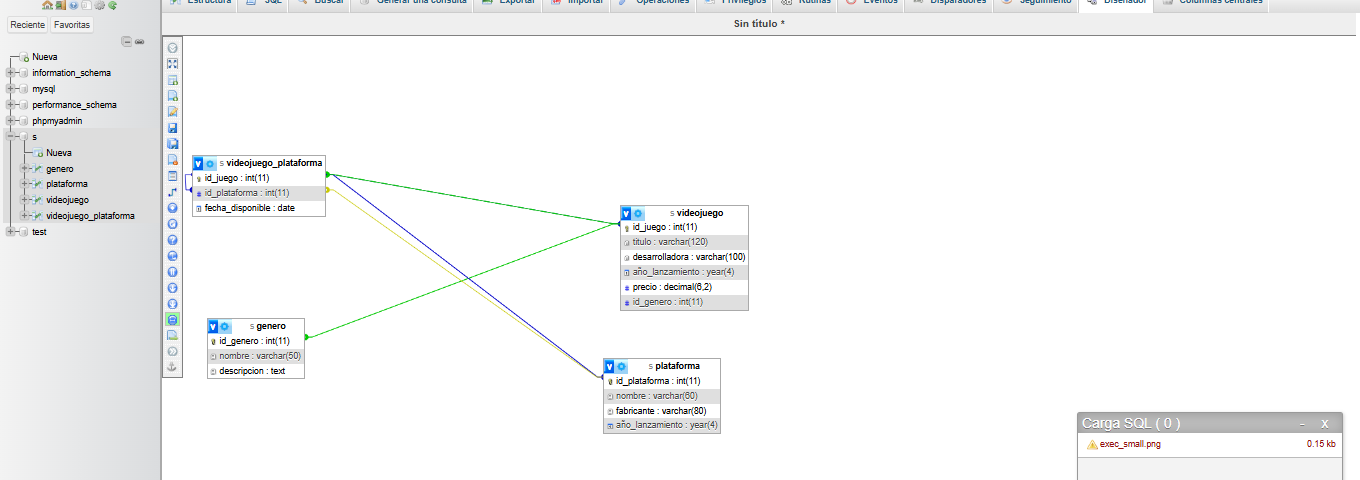 Estructura SQL Buscar Generar una consulta Exportar Importar Operaciones Privilegios Rutinas Eventos Disparadores Seguimiento Diseñador Columnas centrales
Reciente Favoritas
Sin título *
Nueva
information_schema
mysql
performance_schema
phpmyadmin
s
Nueva
genero
plataforma
videojuego
videojuego_plataforma
test
V s videojuego_plataforma
id_juego : int(11)
id_plataforma : int(11)
fecha_disponible : date
V s videojuego
id_juego : int(11)
titulo : varchar(120)
desarrolladora : varchar(100)
año_lanzamiento : year(4)
precio : decimal(6,2)
id_genero : int(11)
V s genero
id_genero : int(11)
nombre : varchar(50)
descripcion : text
V s plataforma
id_plataforma : int(11)
nombre : varchar(60)
fabricante : varchar(80)
año_lanzamiento : year(4)
Carga SQL ( 0 ) - X
exec_small.png 0.15 kb